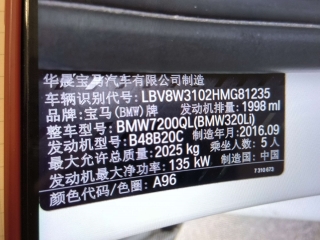 华晨宝马汽车有限公司制造
车辆识别代号: LBV8W3102HMG81235
品牌: 宝马(BMW)牌 发动机排量: 1998 ml
整车型号: BMW7200QL(BMW320Li)
发动机型号: B48B20C 制造年月: 2016.09
最大允许总质量: 2025 kg 乘坐人数: 5 人
发动机最大净功率: 135 kW 制造国: 中国
颜色代码/色圈: A96
7 310 673